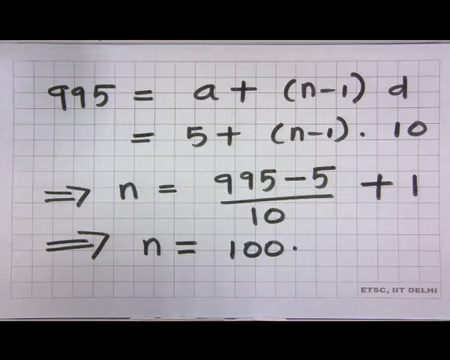 995 = a + (n-1) d
= 5 + (n-1) · 10
⇒ n = (995-5)/10 + 1
⇒ n = 100.
ETSC, IIT DELHI